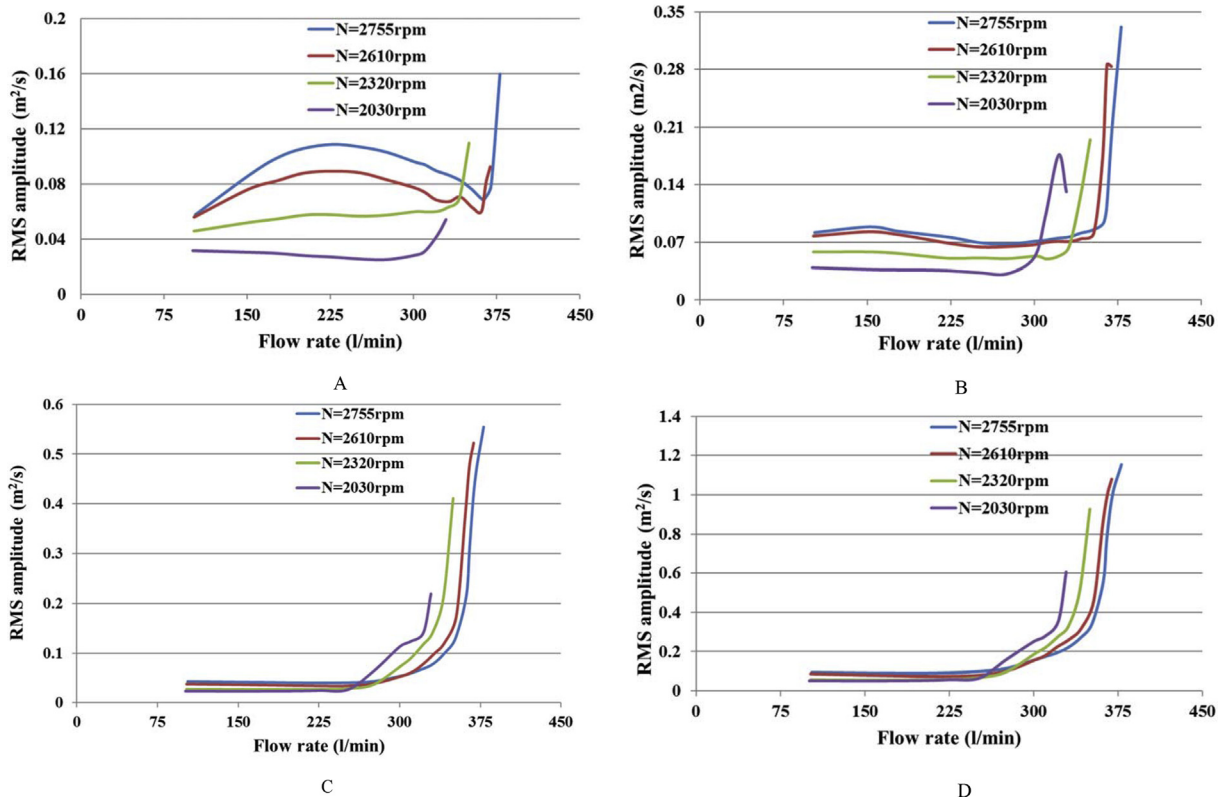 0.2
0.16
0.12
0.08
0.04
0
RMS amplitude (m²/s)
N=2755rpm
N=2610rpm
N=2320rpm
N=2030rpm
0 75 150 225 300 375 450
Flow rate (l/min)
A
0.35
0.28
0.21
0.14
0.07
0
RMS amplitude (m2/s)
N=2755rpm
N=2610rpm
N=2320rpm
N=2030rpm
0 75 150 225 300 375 450
Flow rate (l/min)
B
0.6
0.5
0.4
0.3
0.2
0.1
0
RMS amplitude (m²/s)
N=2755rpm
N=2610rpm
N=2320rpm
N=2030rpm
0 75 150 225 300 375 450
Flow rate (l/min)
C
1.4
1.2
1
0.8
0.6
0.4
0.2
0
RMS amplitude (m²/s)
N=2755rpm
N=2610rpm
N=2320rpm
N=2030rpm
0 75 150 225 300 375 450
Flow rate (l/min)
D